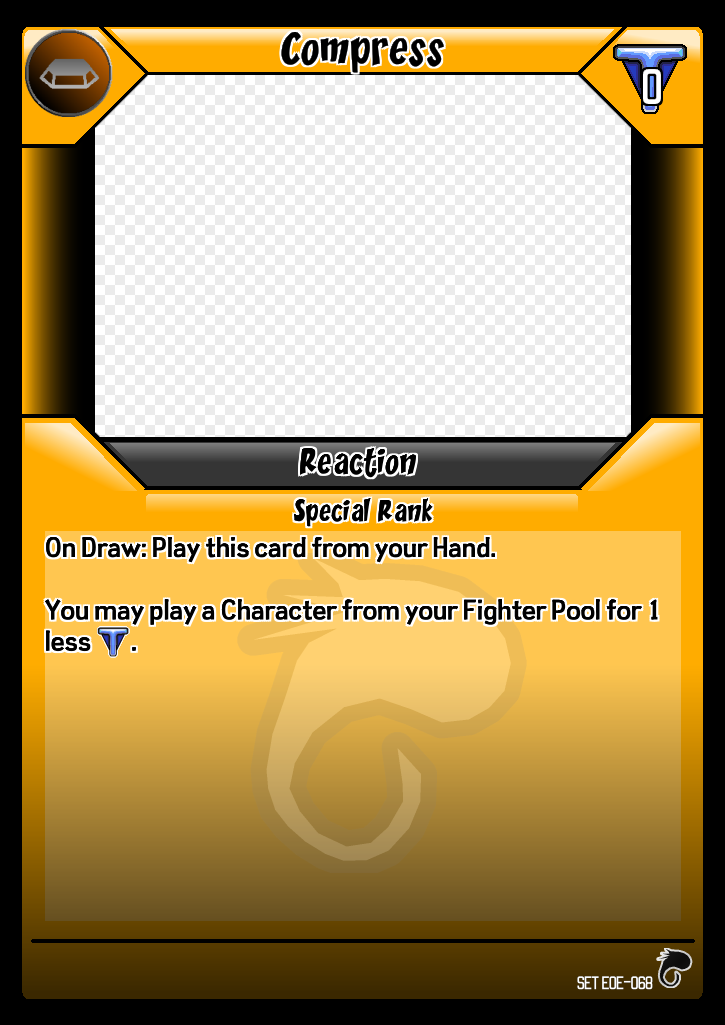 Compress
0
Reaction
Special Rank
On Draw: Play this card from your Hand.
You may play a Character from your Fighter Pool for 1
less T.
SET EOE-068